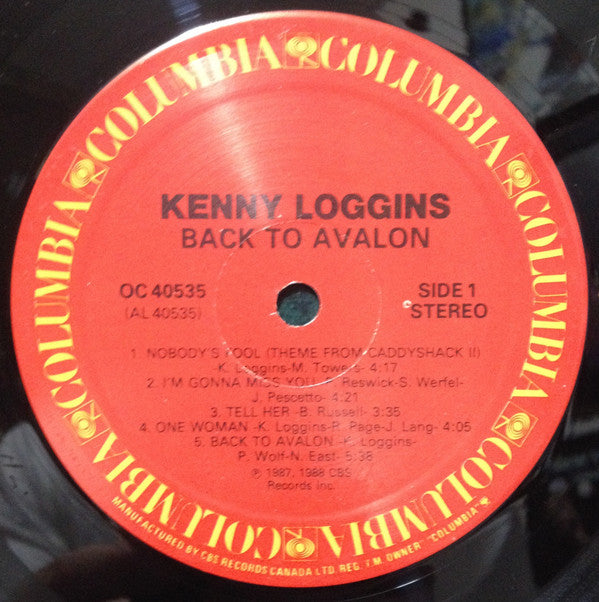 COLUMBIA COLUMBIA COLUMBIA COLUMBIA COLUMBIA COLUMBIA
KENNY LOGGINS
BACK TO AVALON
OC 40535
(AL 40535)
SIDE 1
STEREO
1. NOBODY'S FOOL (THEME FROM CADDYSHACK II)
-K. Loggins-M. Towers- 4:17
2. I'M GONNA MISS YOU -P. Reswick-S. Werfel-
J. Pescetto- 4:21
3. TELL HER -B. Russell- 3:35
4. ONE WOMAN -K. Loggins-R. Page-J. Lang- 4:05
5. BACK TO AVALON -K. Loggins-
P. Wolf-N. East- 5:38
℗ 1987, 1988 CBS
Records Inc.
MANUFACTURED BY CBS RECORDS CANADA LTD. REG. T.M. OWNER "COLUMBIA"